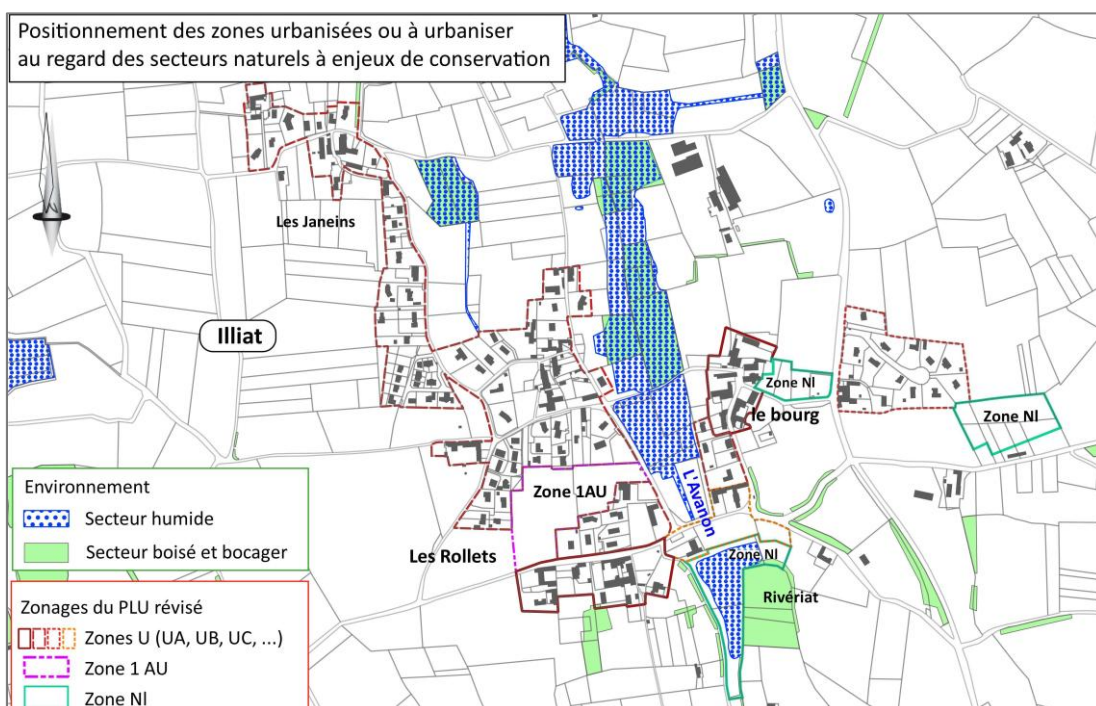 Positionnement des zones urbanisées ou à urbaniser
au regard des secteurs naturels à enjeux de conservation
Les Janeins
Illiat
Zone Nl
le bourg
Zone Nl
Zone 1AU
L'Avanon
Les Rollets
Zone Nl
Rivériat
Environnement
Secteur humide
Secteur boisé et bocager
Zonages du PLU révisé
Zones U (UA, UB, UC, ...)
Zone 1 AU
Zone Nl